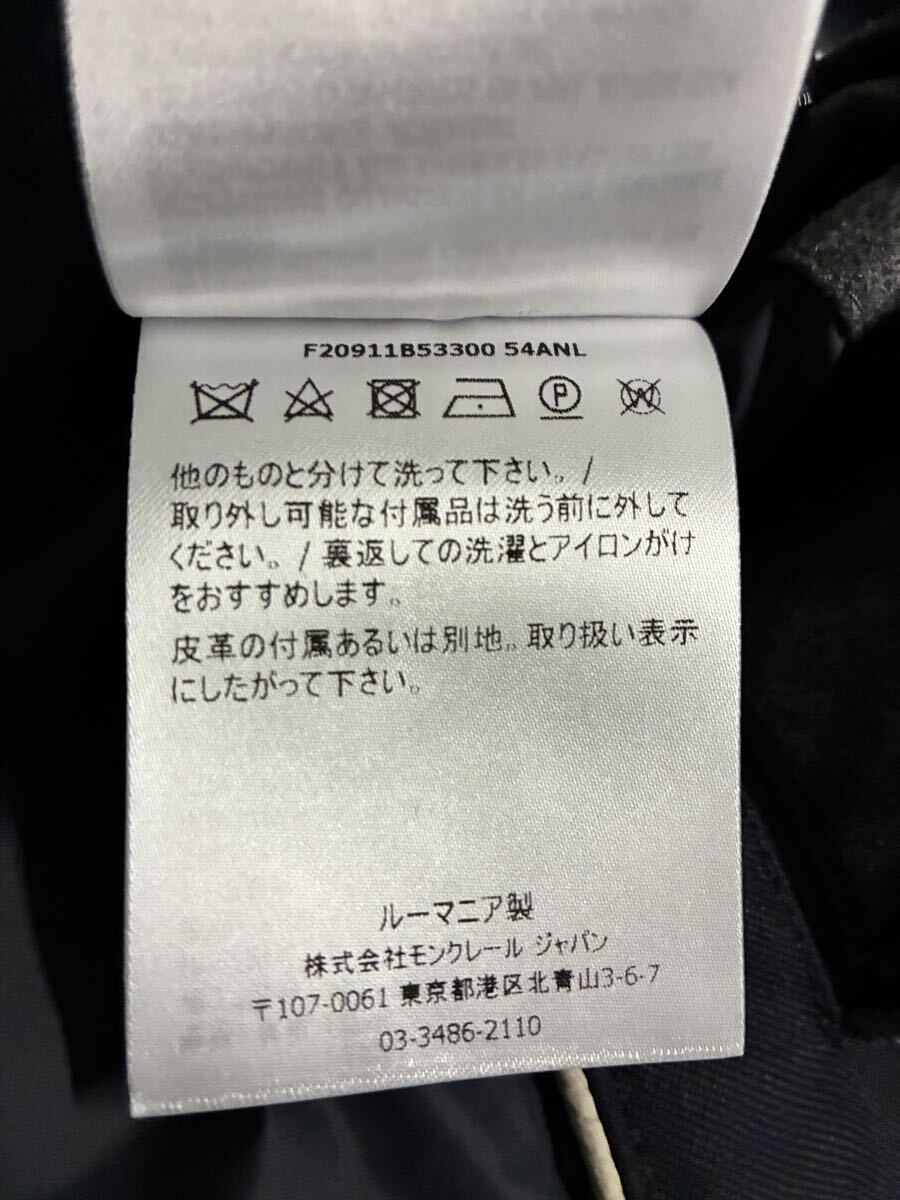 F20911B53300 54ANL
P
W
他のものと分けて洗って下さい。/
取り外し可能な付属品は洗う前に外して
ください。/ 裏返しての洗濯とアイロンがけ
をおすすめします。
皮革の付属あるいは別地。取り扱い表示
にしたがって下さい。
ルーマニア製
株式会社モンクレール ジャパン
〒107-0061 東京都港区北青山3-6-7
03-3486-2110